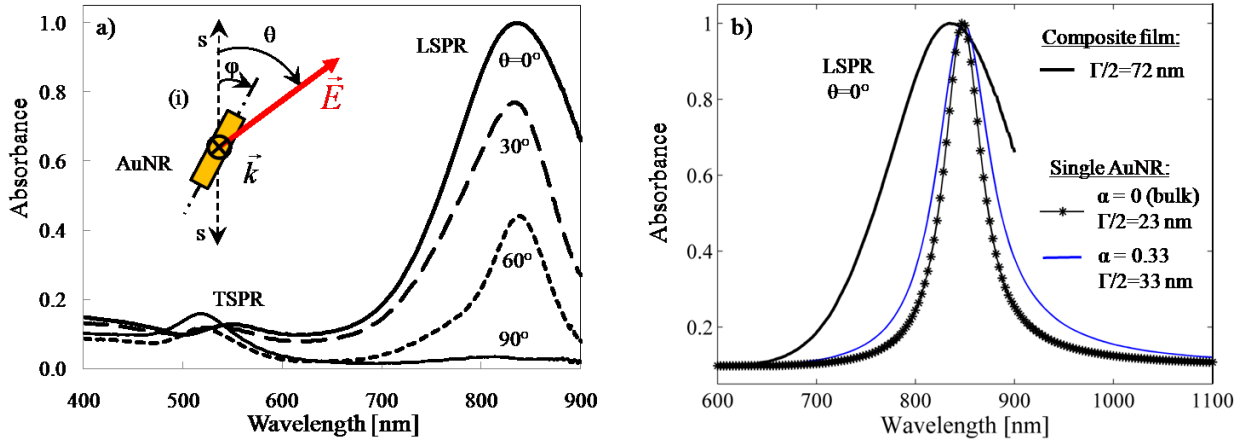 a)
s
θ
φ
(i)
E
AuNR
k
s
LSPR
θ=0°
30°
60°
90°
TSPR
Absorbance
1.0
0.8
0.6
0.4
0.2
0.0
400 500 600 700 800 900
Wavelength [nm]
b)
LSPR
θ=0°
Composite film:
Γ/2=72 nm
Single AuNR:
α = 0 (bulk)
Γ/2=23 nm
α = 0.33
Γ/2=33 nm
Absorbance
1
0.8
0.6
0.4
0.2
600 700 800 900 1000 1100
Wavelength [nm]